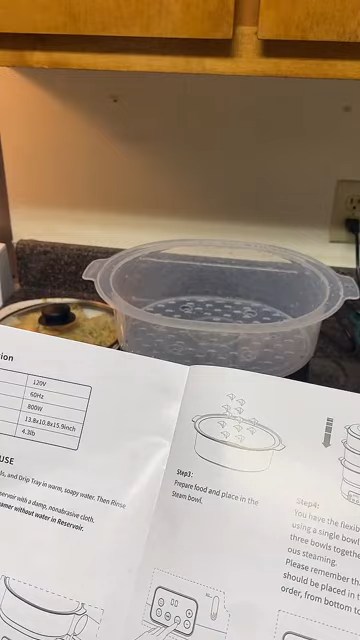 ion
120V
60Hz
800W
13.8x10.8x15.9inch
4.3lb
USE
and Drip Tray in warm, soapy water. Then Rinse
with a damp, nonabrasive cloth.
without water in Reservoir.
Step3:
Prepare food and place in the
Steam bowl.
Step4:
You have the flexib
using a single bowl
three bowls togethe
ous steaming.
Please remember th
should be placed in t
order, from bottom to